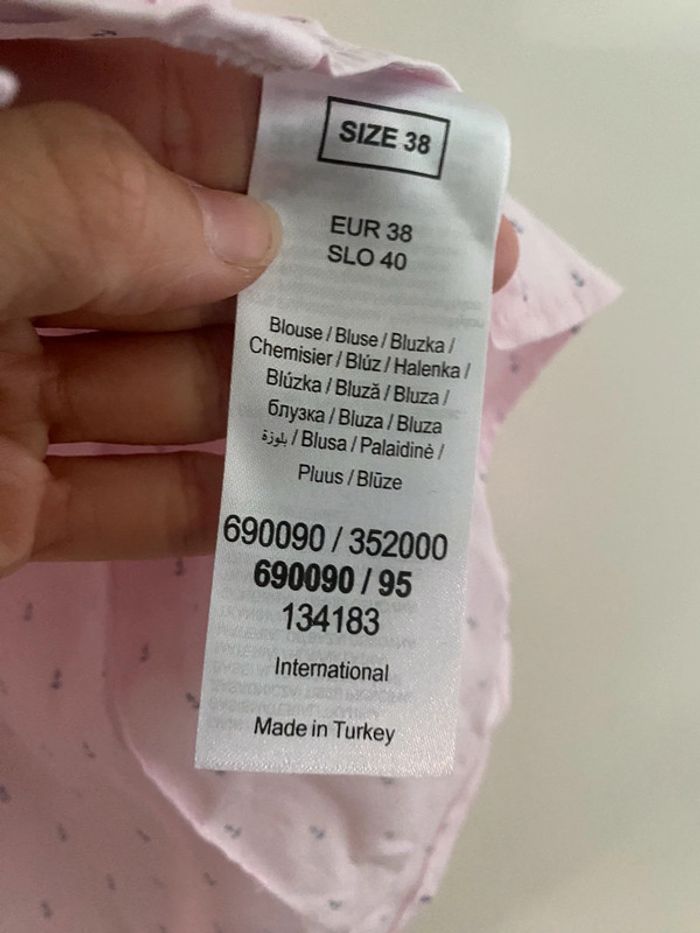 SIZE 38
EUR 38
SLO 40
Blouse / Bluse / Bluzka /
Chemisier / Blúz / Halenka /
Blúzka / Bluză / Bluza /
блузка / Bluza / Bluza
بلوزة / Blusa / Palaidinė /
Pluus / Blūze
690090 / 352000
690090 / 95
134183
International
Made in Turkey